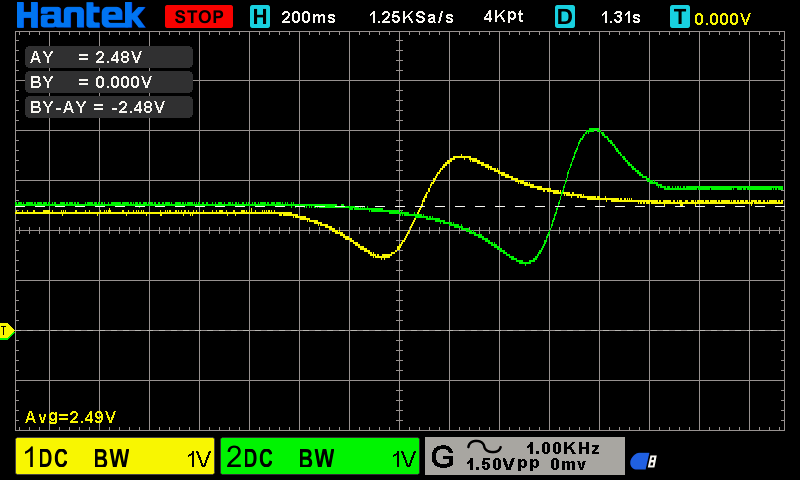 Hantek STOP H 200ms 1.25KSa/s 4Kpt D 1.31s T 0.000V
AY = 2.48V
BY = 0.000V
BY-AY = -2.48V
T
Avg=2.49V
1DC BW 1V 2DC BW 1V G 1.00KHz
1.50Vpp 0mv
8